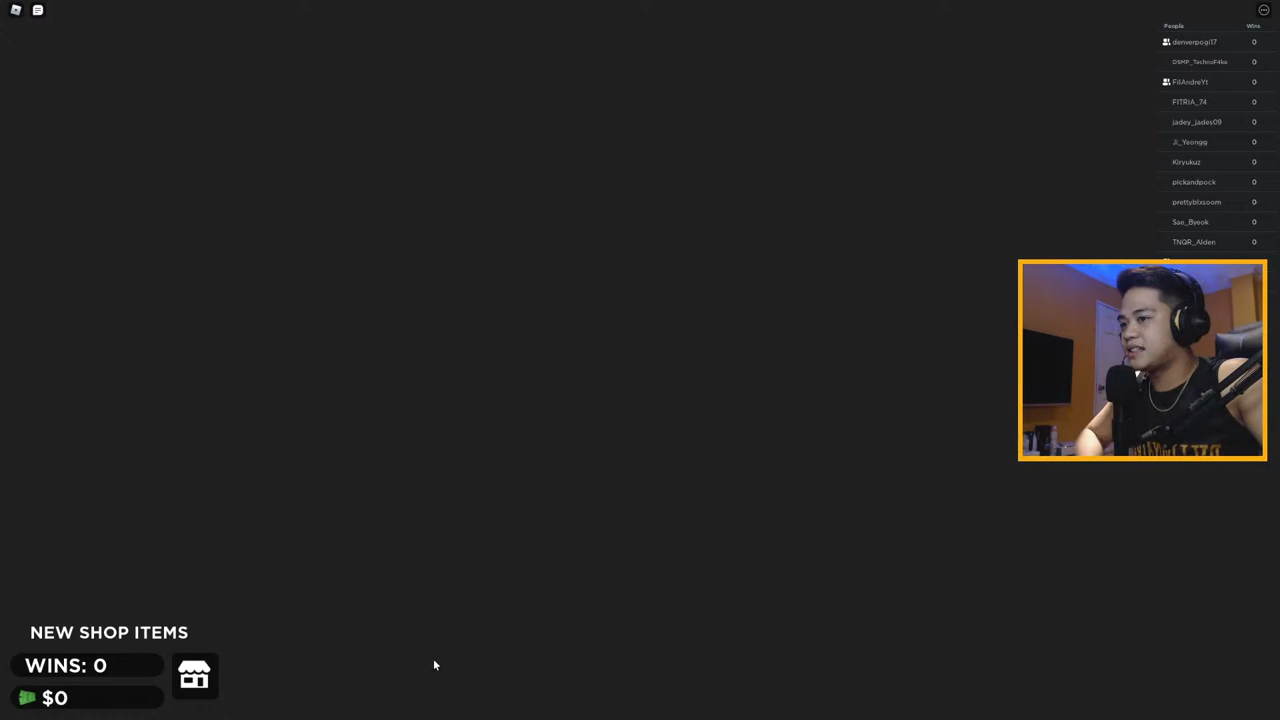 People Wins
denverpogi17 0
DSMP_TechnoF4ke 0
FilAndreYt 0
FITRIA_74 0
jadey_jades09 0
Ji_Yeongg 0
Kiryukuz 0
pickandpock 0
prettyblxsoom 0
Sae_Byeok 0
TNQR_Alden 0
NEW SHOP ITEMS
WINS: 0
$0